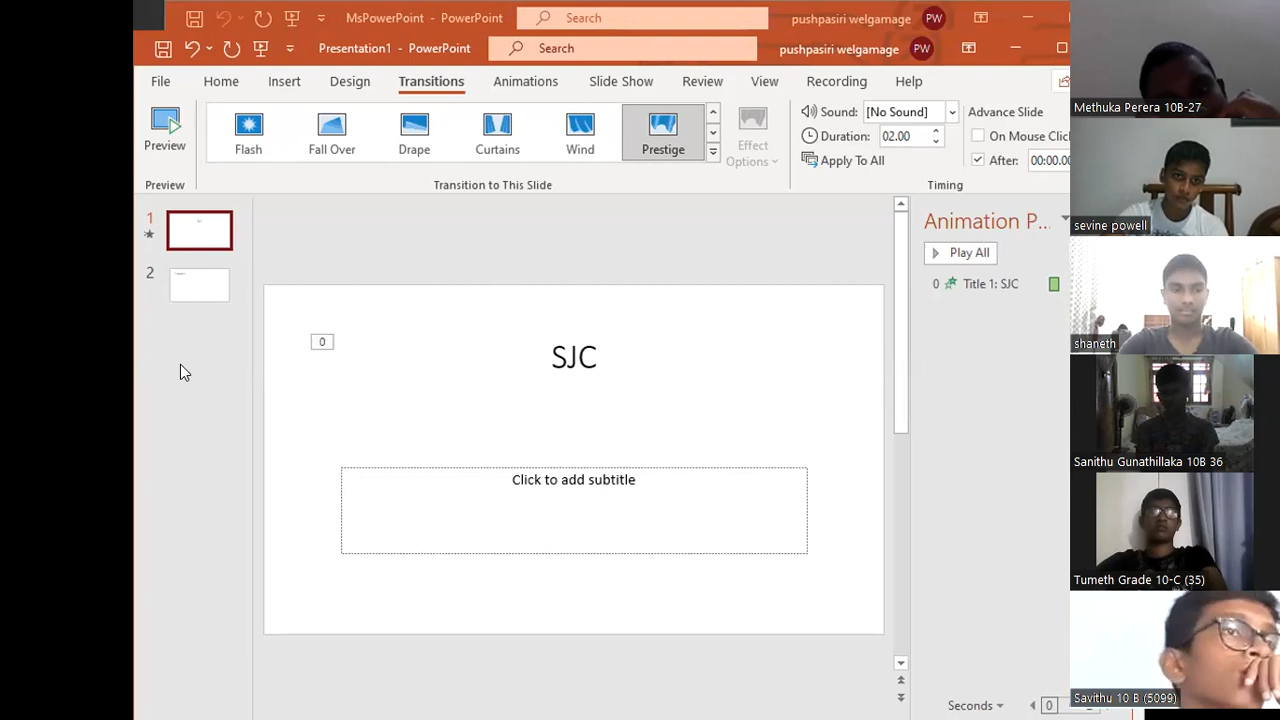 MsPowerPoint - PowerPoint
Search
pushpasiri welgamage
PW
Presentation1 - PowerPoint
Search
pushpasiri welgamage
PW
File Home Insert Design Transitions Animations Slide Show Review View Recording Help
Preview
Flash
Fall Over
Drape
Curtains
Wind
Prestige
Effect
Options
Preview
Transition to This Slide
Sound: [No Sound]
Duration: 02.00
Apply To All
Advance Slide
On Mouse Clic
After: 00:00.00
Timing
1
2
0
SJC
Click to add subtitle
Animation P...
Play All
0 Title 1: SJC
Seconds
0
Methuka Perera 10B-27
sevine powell
shaneth
Sanithu Gunathillaka 10B 36
Tumeth Grade 10-C (35)
Savithu 10 B (5099)